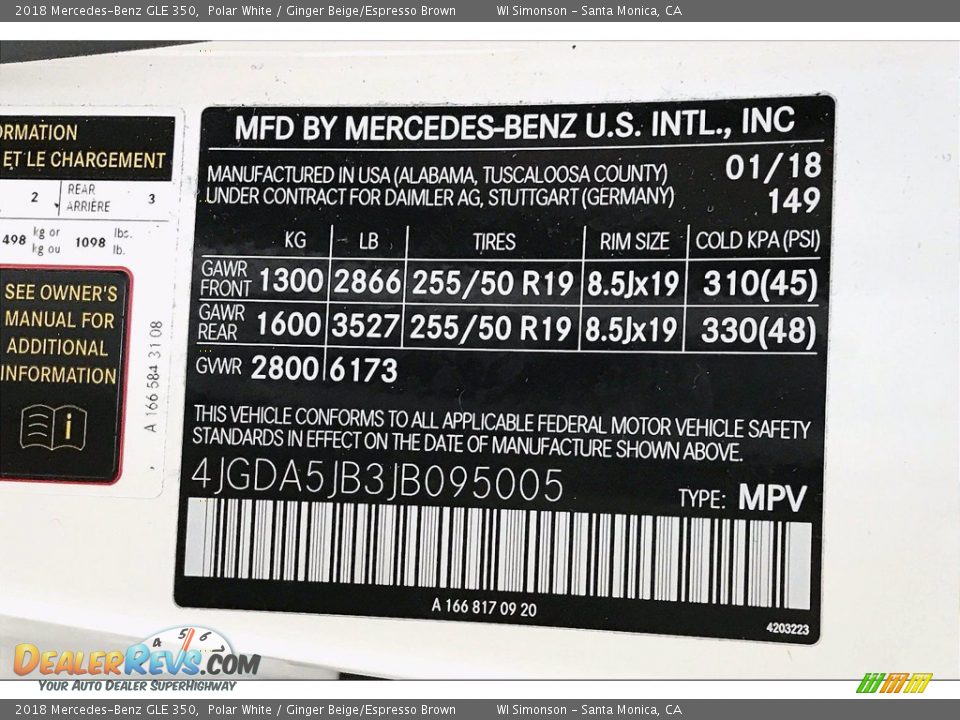 2018 Mercedes-Benz GLE 350, Polar White / Ginger Beige/Espresso Brown WI Simonson - Santa Monica, CA
ORMATION
ET LE CHARGEMENT
2 REAR ARRIÈRE 3
498 kg or kg ou 1098 lbs. lb.
SEE OWNER'S
MANUAL FOR
ADDITIONAL
INFORMATION
i
A 166 584 31 08
MFD BY MERCEDES-BENZ U.S. INTL., INC
MANUFACTURED IN USA (ALABAMA, TUSCALOOSA COUNTY) 01/18
UNDER CONTRACT FOR DAIMLER AG, STUTTGART (GERMANY) 149
KG LB TIRES RIM SIZE COLD KPA (PSI)
GAWR FRONT 1300 2866 255/50 R19 8.5Jx19 310(45)
GAWR REAR 1600 3527 255/50 R19 8.5Jx19 330(48)
GVWR 2800 6173
THIS VEHICLE CONFORMS TO ALL APPLICABLE FEDERAL MOTOR VEHICLE SAFETY
STANDARDS IN EFFECT ON THE DATE OF MANUFACTURE SHOWN ABOVE.
4JGDA5JB3JB095005
TYPE: MPV
A 166 817 09 20
4203223
4 5 6
DealerRevs.com
Your Auto Dealer SuperHighway
2018 Mercedes-Benz GLE 350, Polar White / Ginger Beige/Espresso Brown WI Simonson - Santa Monica, CA